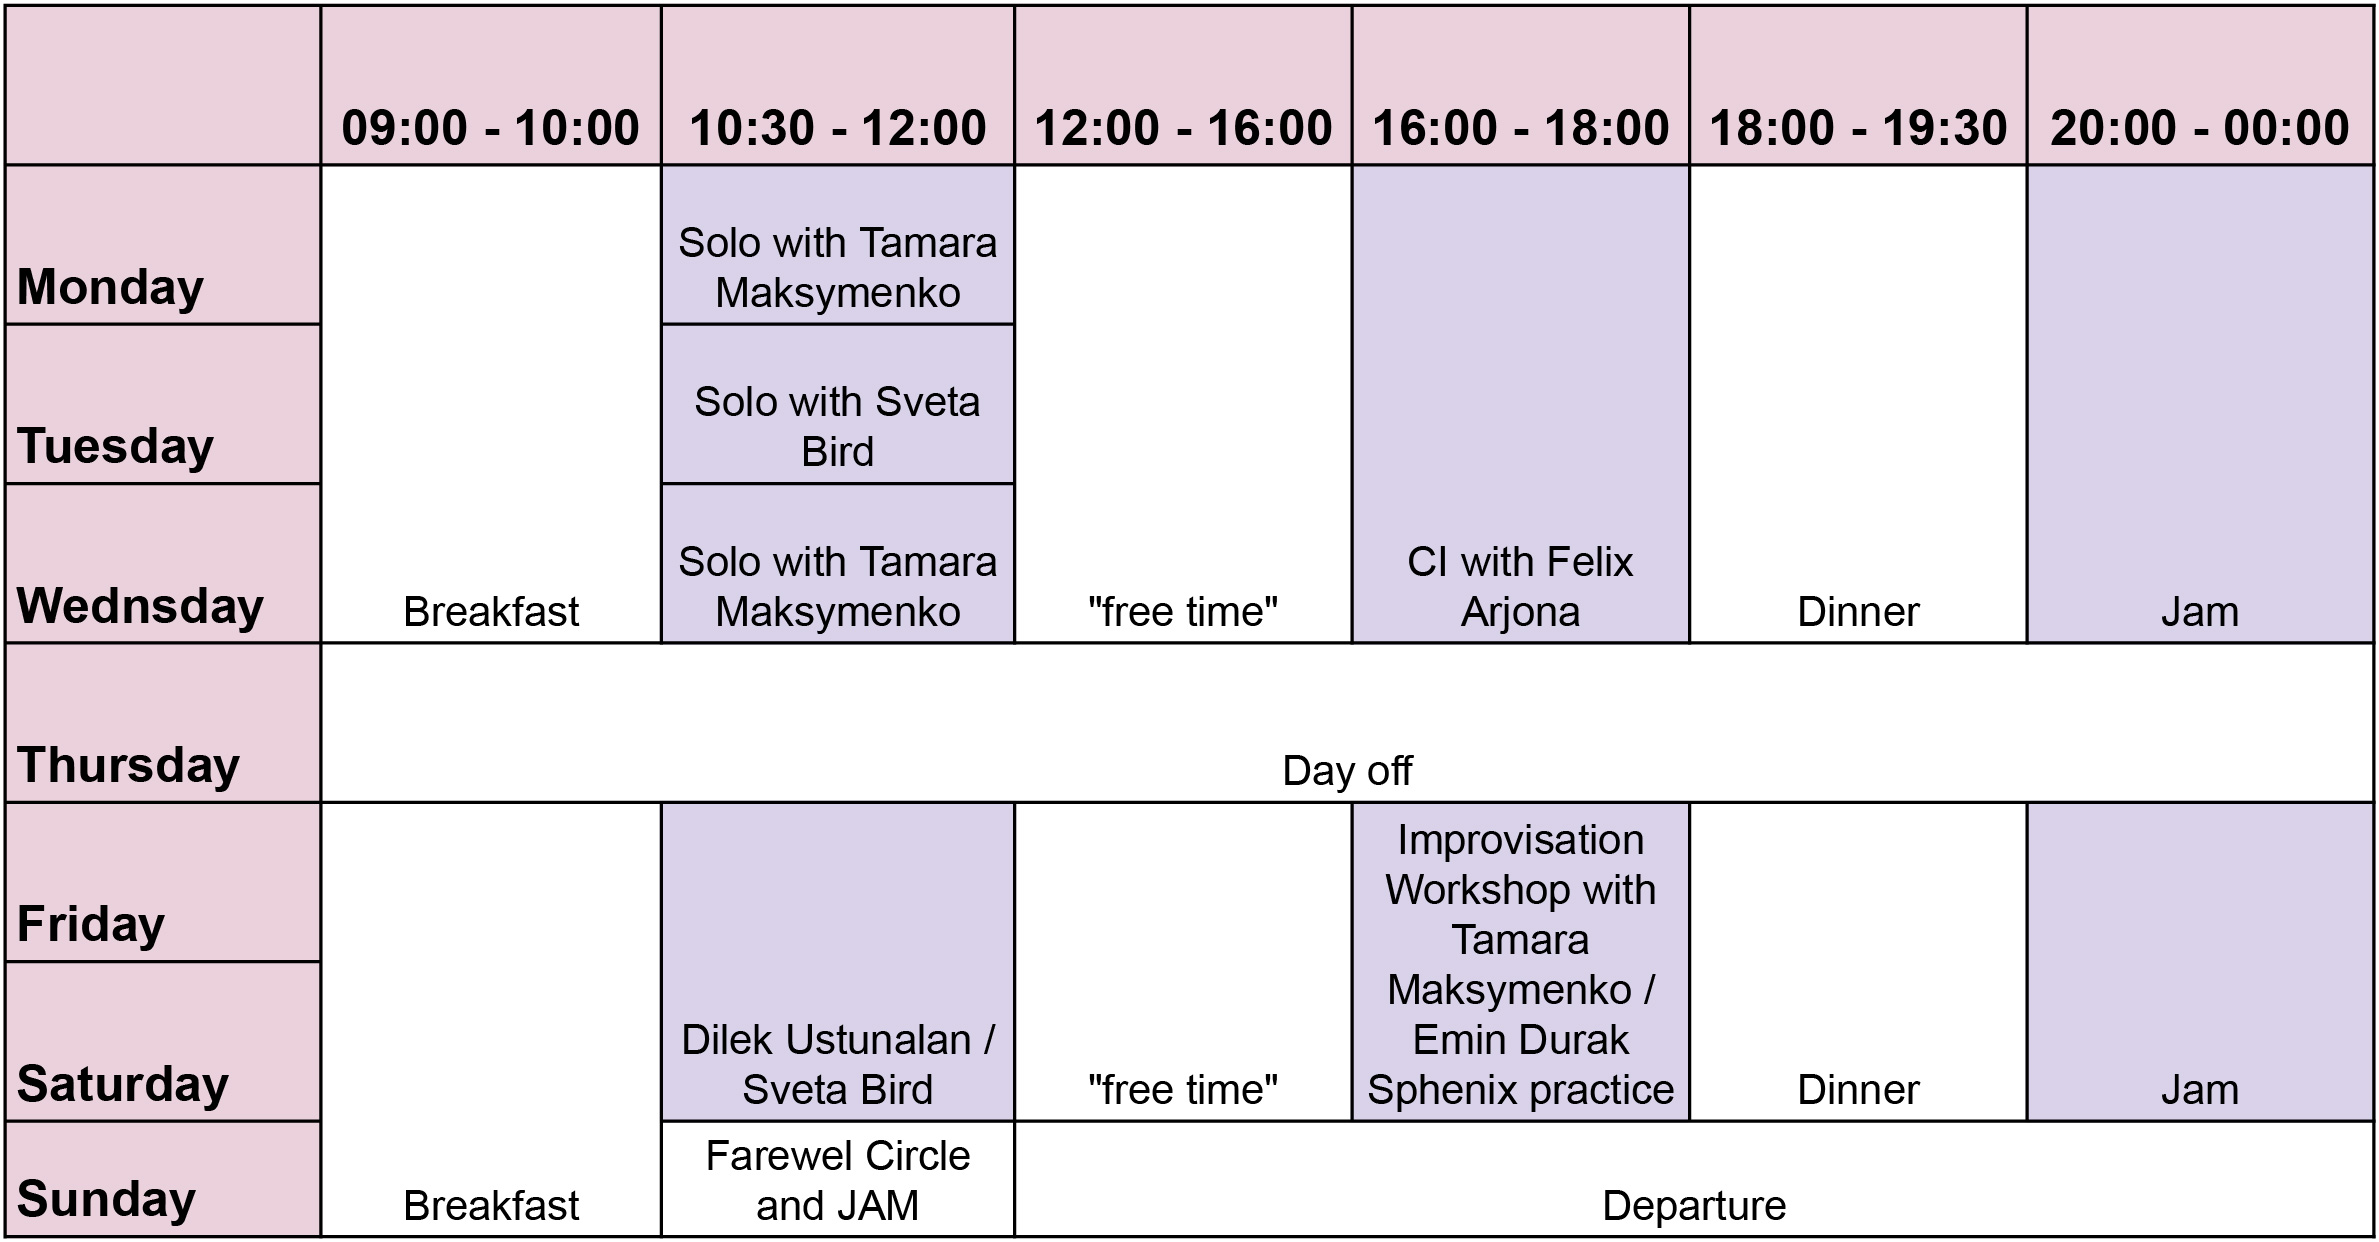 09:00 - 10:00 10:30 - 12:00 12:00 - 16:00 16:00 - 18:00 18:00 - 19:30 20:00 - 00:00
Monday
Solo with Tamara
Maksymenko
Tuesday
Solo with Sveta
Bird
Wednsday
Breakfast
Solo with Tamara
Maksymenko
"free time"
CI with Felix
Arjona
Dinner
Jam
Thursday
Day off
Friday
Saturday
Breakfast
Dilek Ustunalan /
Sveta Bird
"free time"
Improvisation
Workshop with
Tamara
Maksymenko /
Emin Durak
Sphenix practice
Dinner
Jam
Sunday
Farewel Circle
and JAM
Departure